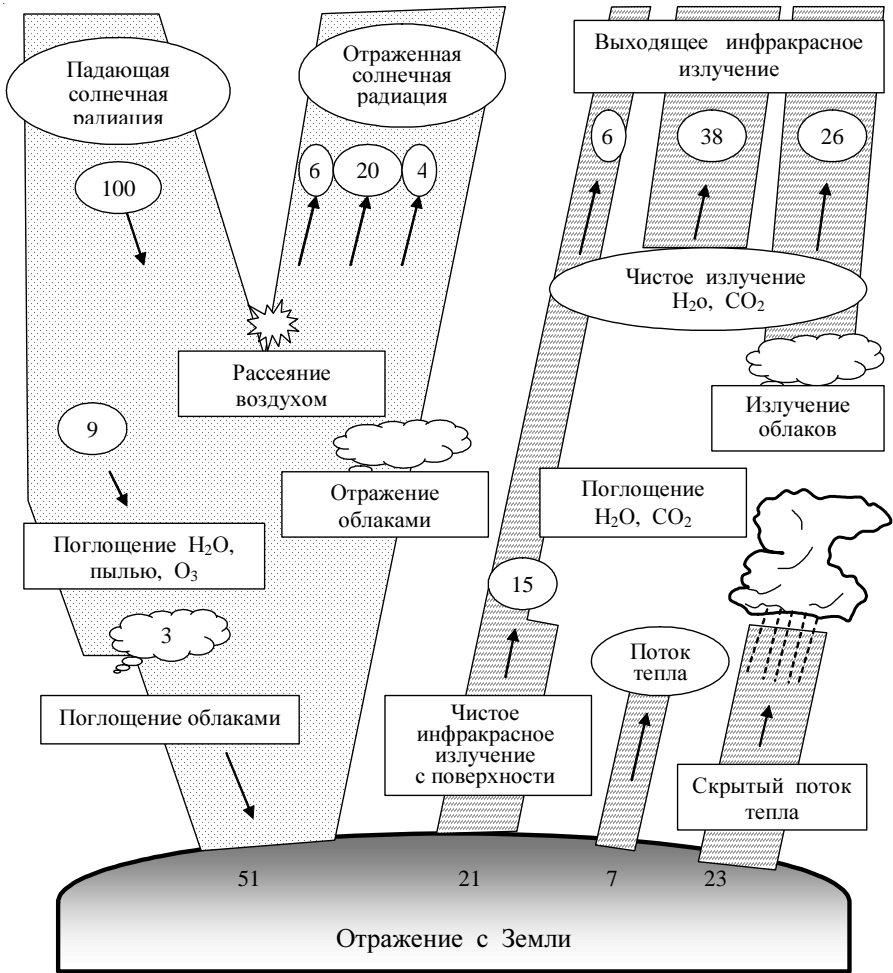 Падающая
солнечная
радиация
Отраженная
солнечная
радиация
Выходящее инфракрасное
излучение
100
6
20
4
6
38
26
Чистое излучение
H₂o, CO₂
Рассеяние
воздухом
Излучение
облаков
9
Отражение
облаками
Поглощение
H₂O, CO₂
Поглощение H₂O,
пылью, O₃
15
3
Поток
тепла
Поглощение облаками
Чистое
инфракрасное
излучение
с поверхности
Скрытый поток
тепла
51
21
7
23
Отражение с Земли